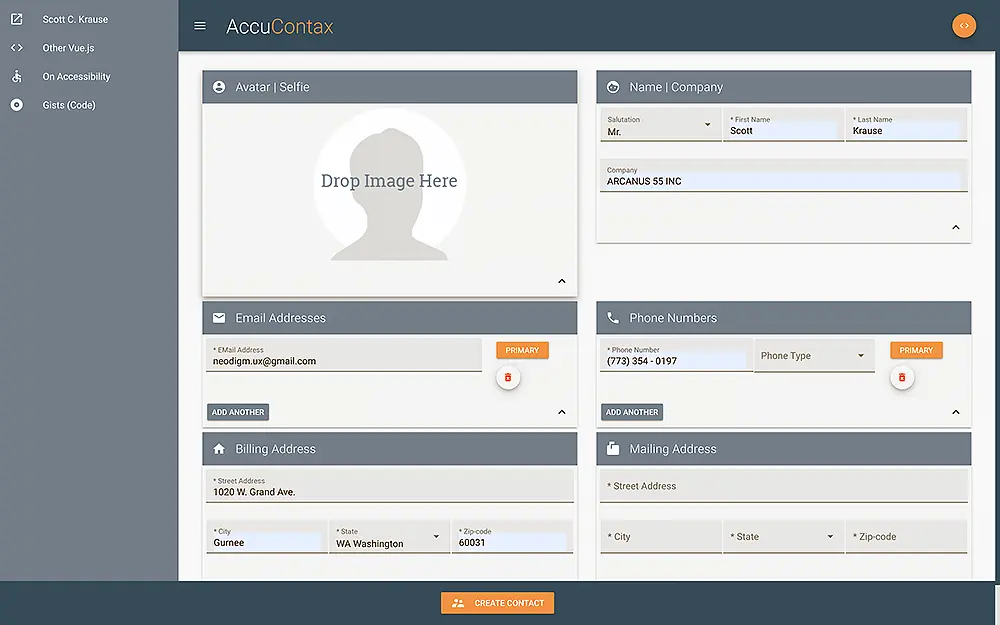 Scott C. Krause
Other Vue.js
On Accessibility
Gists (Code)
AccuContax
Avatar | Selfie
Drop Image Here
Name | Company
Salutation
Mr.
* First Name
Scott
* Last Name
Krause
Company
ARCANUS 55 INC
Email Addresses
* EMail Address
neodigm.ux@gmail.com
PRIMARY
ADD ANOTHER
Phone Numbers
* Phone Number
(773) 354 - 0197
Phone Type
PRIMARY
ADD ANOTHER
Billing Address
* Street Address
1020 W. Grand Ave.
* City
Gurnee
* State
WA Washington
* Zip-code
60031
Mailing Address
* Street Address
* City
* State
* Zip-code
CREATE CONTACT